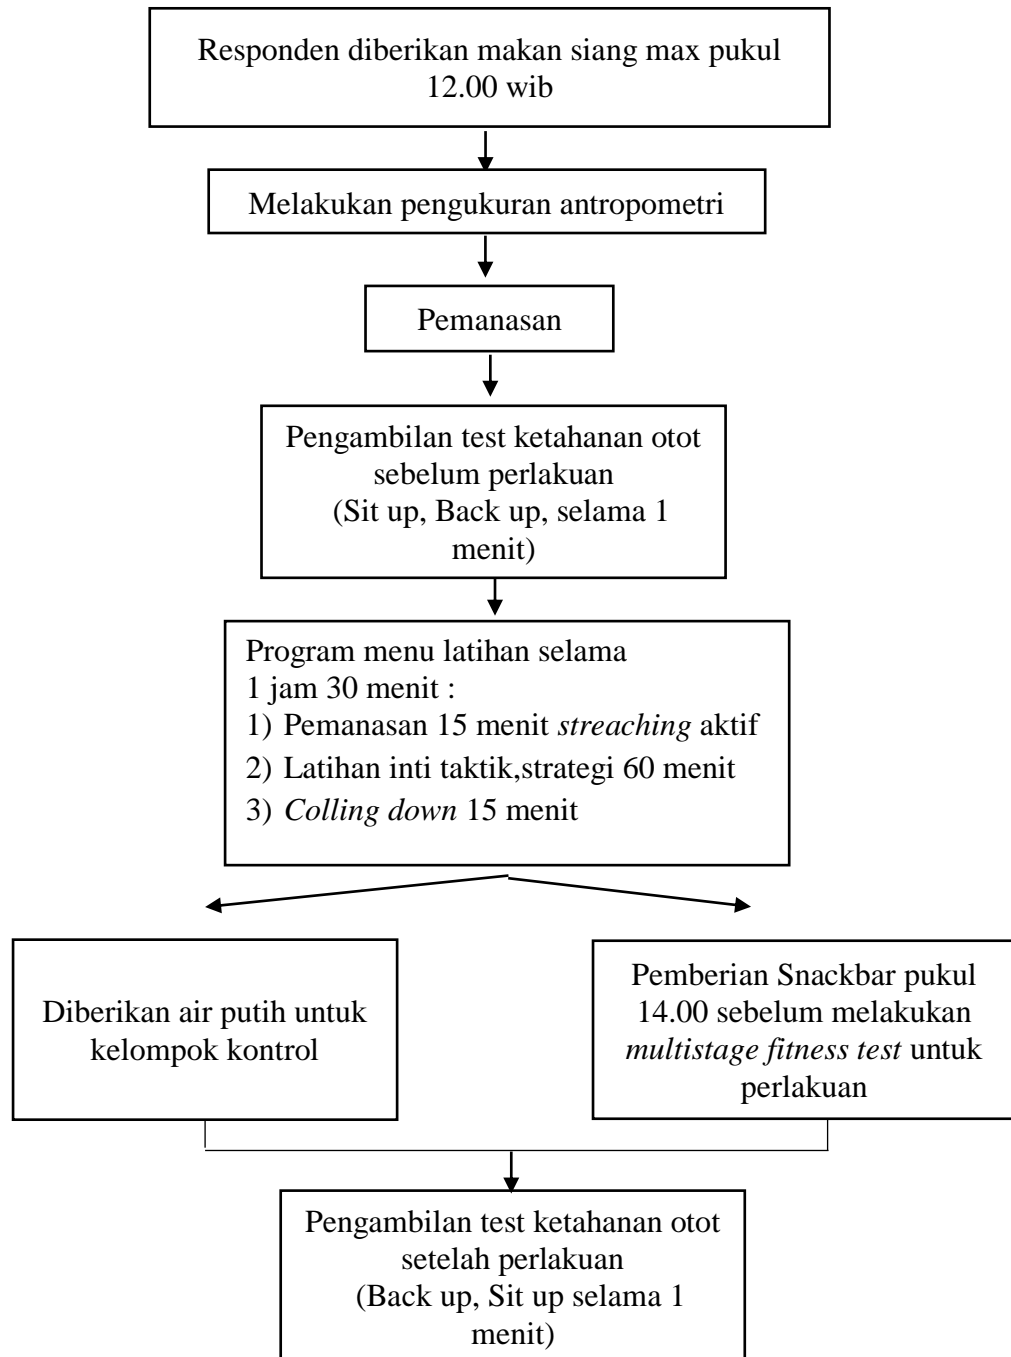 Responden diberikan makan siang max pukul
12.00 wib
Melakukan pengukuran antropometri
Pemanasan
Pengambilan test ketahanan otot
sebelum perlakuan
(Sit up, Back up, selama 1
menit)
Program menu latihan selama
1 jam 30 menit :
1) Pemanasan 15 menit streaching aktif
2) Latihan inti taktik,strategi 60 menit
3) Colling down 15 menit
Diberikan air putih untuk
kelompok kontrol
Pemberian Snackbar pukul
14.00 sebelum melakukan
multistage fitness test untuk
perlakuan
Pengambilan test ketahanan otot
setelah perlakuan
(Back up, Sit up selama 1
menit)